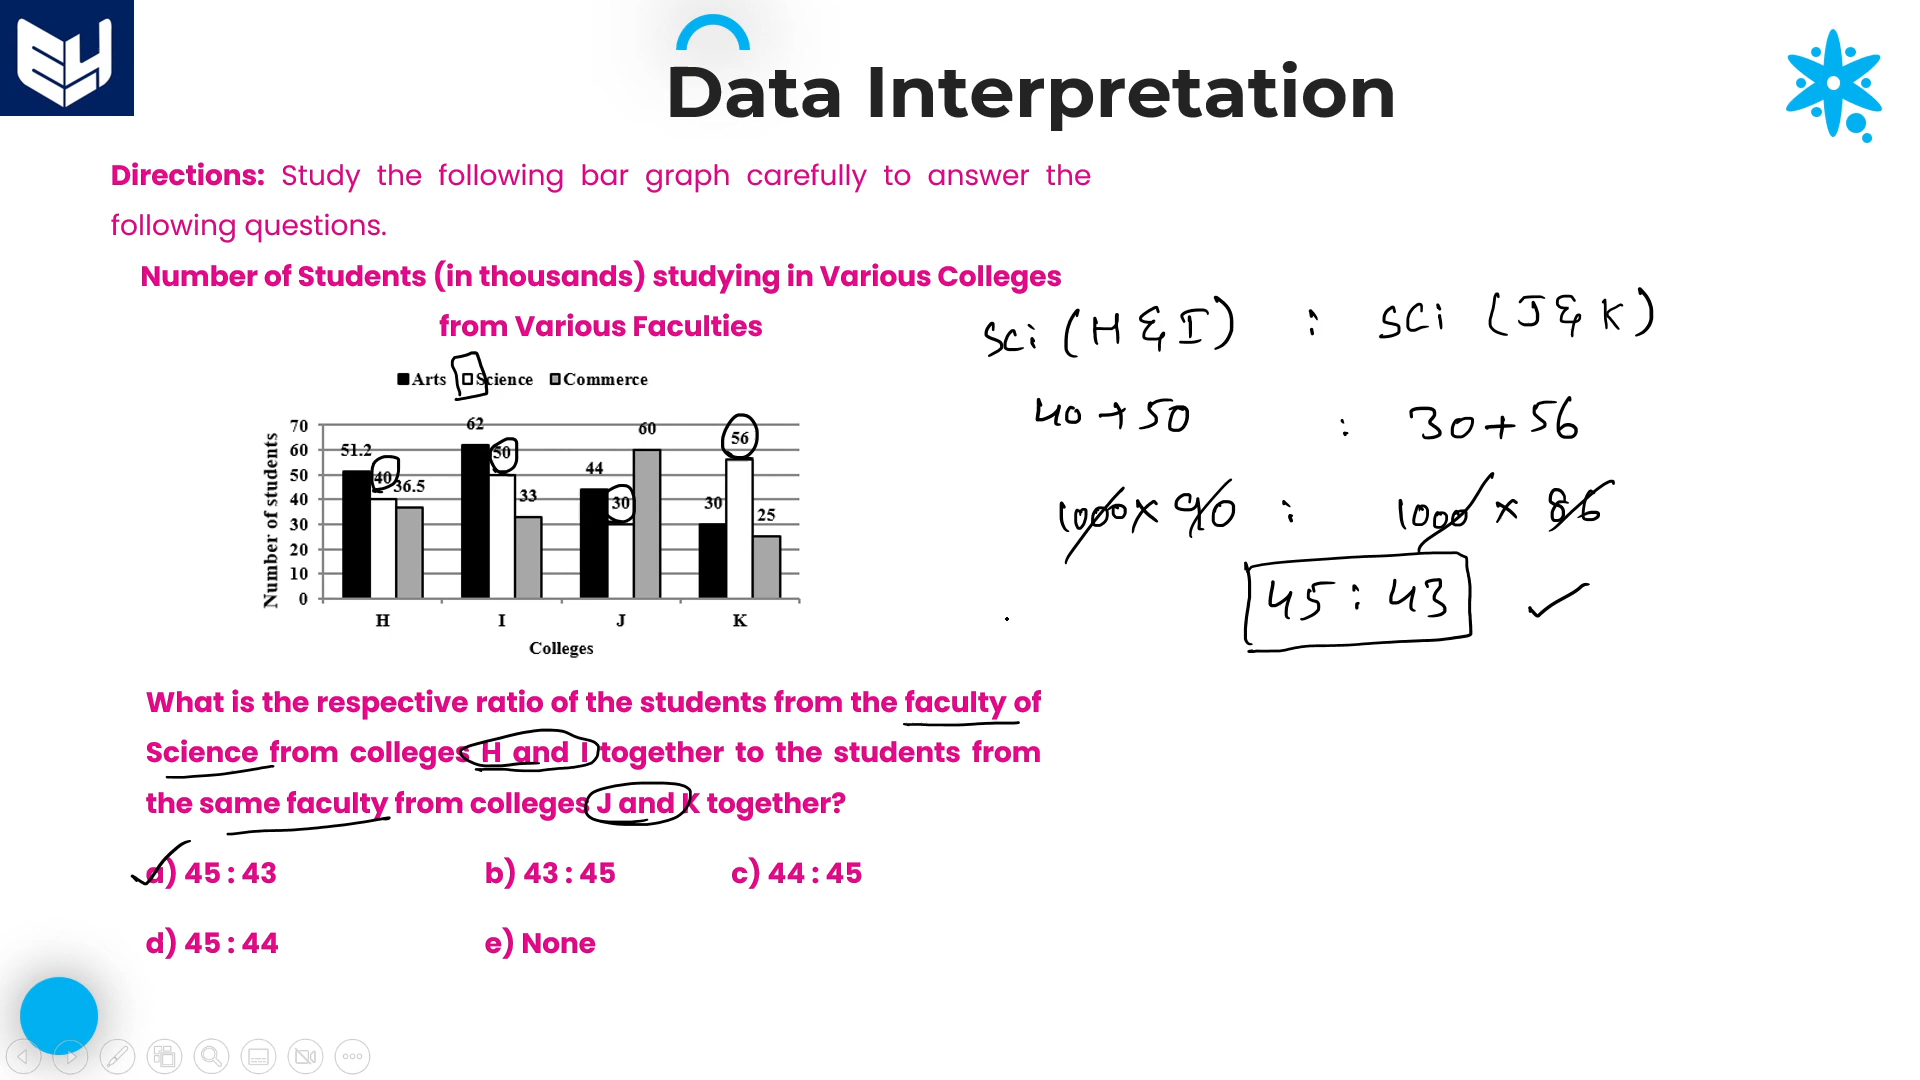 EY
Data Interpretation
Directions: Study the following bar graph carefully to answer the
following questions.
Number of Students (in thousands) studying in Various Colleges
from Various Faculties
Arts Science Commerce
Number of students
70
60
50
40
30
20
10
0
51.2 40 36.5
62 50 33
44 30 60
30 56 25
H I J K
Colleges
Sci (H & I) : SCi (J & K)
40 + 50 : 30 + 56
1000 x 90 : 1000 x 86
45 : 43
What is the respective ratio of the students from the faculty of
Science from colleges H and I together to the students from
the same faculty from colleges J and K together?
a) 45 : 43 b) 43 : 45 c) 44 : 45
d) 45 : 44 e) None